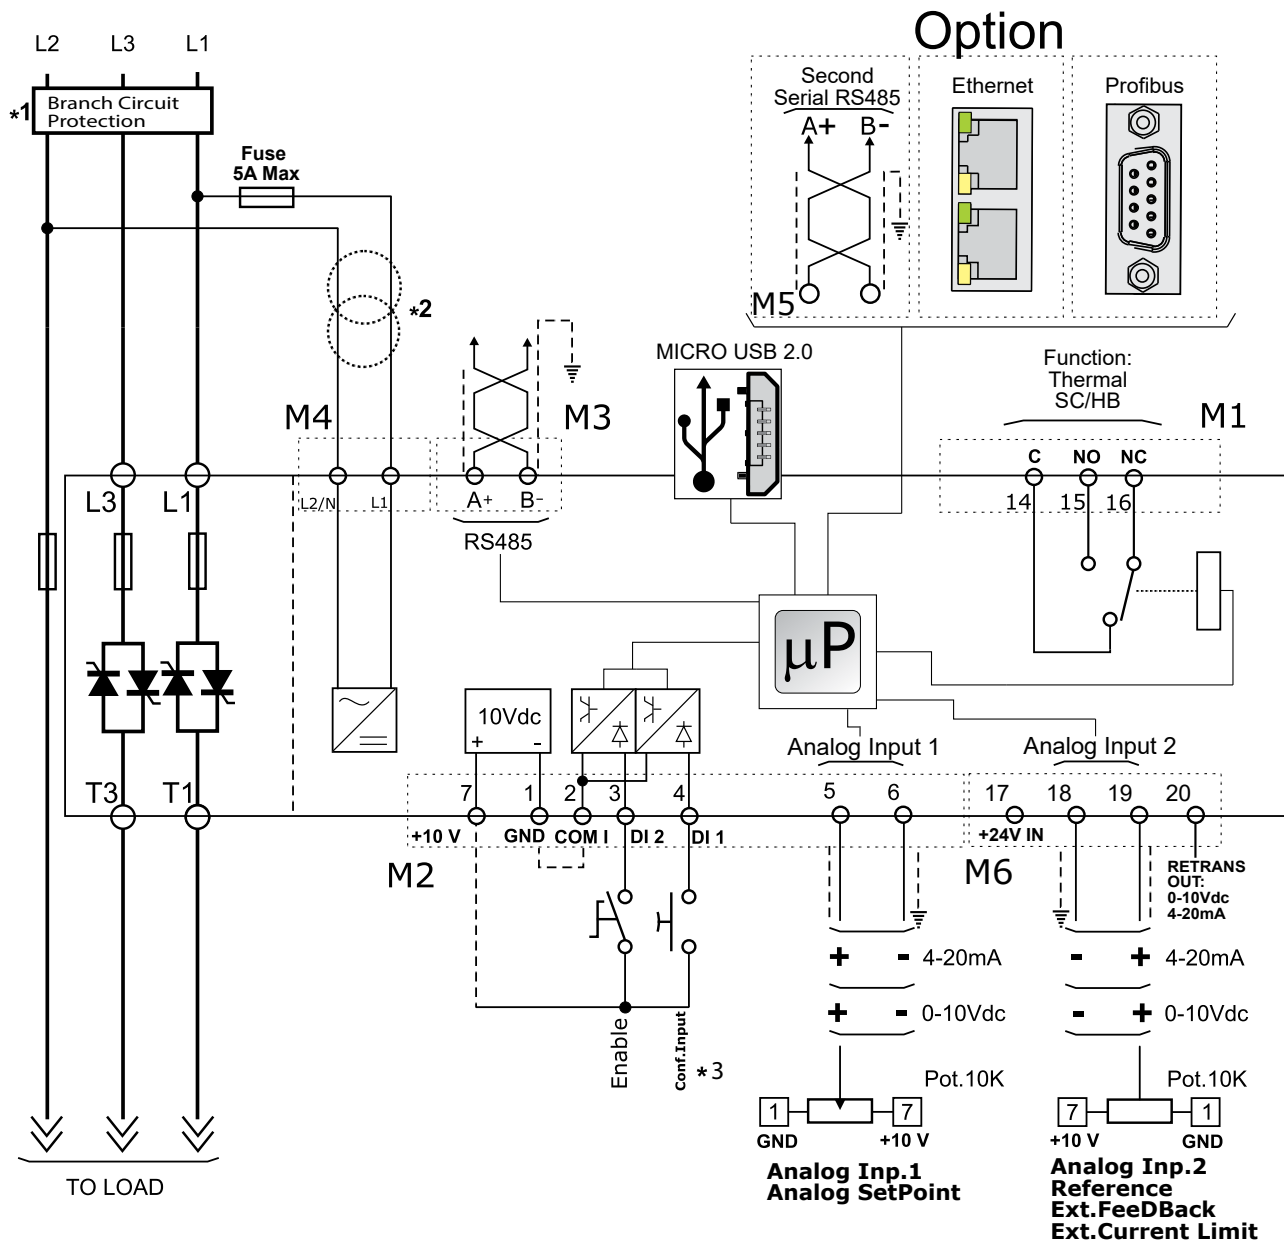 Option
L2 L3 L1
*1
Branch Circuit
Protection
Fuse
5A Max
*2
Second
Serial RS485
A+ B-
M5
Ethernet
Profibus
MICRO USB 2.0
Function:
Thermal
SC/HB
M4
M3
M1
C NO NC
14 15 16
L3 L1
L2/N L1
A+ B-
RS485
µP
10Vdc
+ -
Analog Input 1
Analog Input 2
T3 T1
7 1 2 3 4 5 6 17 18 19 20
+10 V GND COM I DI 2 DI 1
+24V IN
M2
M6
RETRANS
OUT:
0-10Vdc
4-20mA
+ - 4-20mA
- + 4-20mA
+ - 0-10Vdc
- + 0-10Vdc
Enable
Conf.Input
*3
Pot.10K
Pot.10K
1 7
7 1
GND +10 V
+10 V GND
Analog Inp.1
Analog SetPoint
Analog Inp.2
Reference
Ext.FeeDBack
Ext.Current Limit
TO LOAD